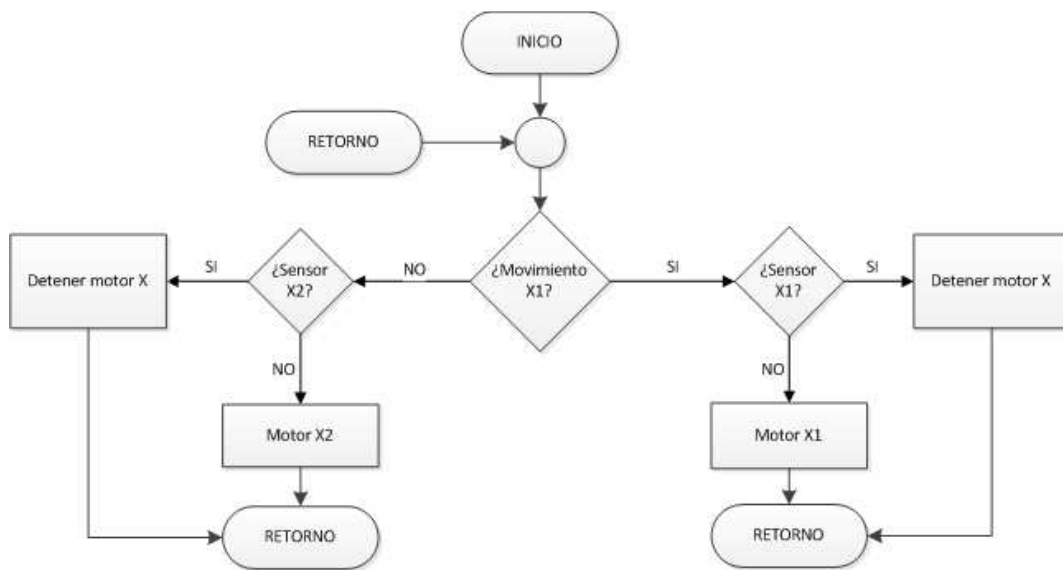 INICIO
RETORNO
¿Movimiento
X1?
NO
SI
¿Sensor
X2?
SI
Detener motor X
NO
Motor X2
RETORNO
¿Sensor
X1?
SI
Detener motor X
NO
Motor X1
RETORNO